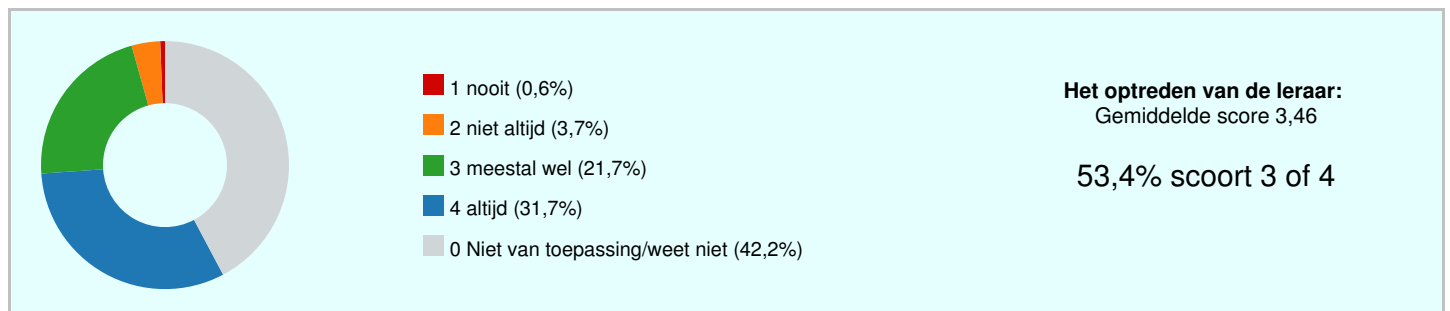 1 nooit (0,6%)
2 niet altijd (3,7%)
3 meestal wel (21,7%)
4 altijd (31,7%)
0 Niet van toepassing/weet niet (42,2%)
Het optreden van de leraar:
Gemiddelde score 3,46
53,4% scoort 3 of 4